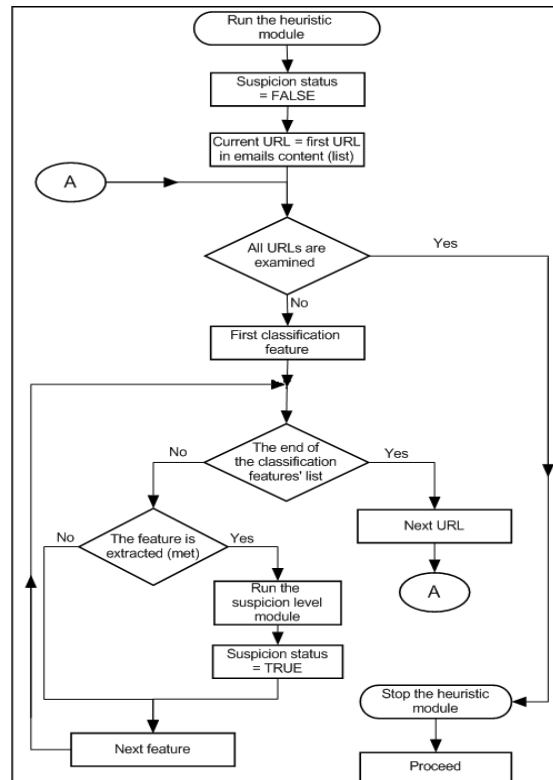 Run the heuristic
module
Suspicion status
= FALSE
Current URL = first URL
in emails content (list)
A
All URLs are
examined
Yes
No
First classification
feature
No
The end of
the classification
features' list
Yes
No
The feature is
extracted (met)
Yes
Next URL
A
Run the
suspicion level
module
Suspicion status
= TRUE
Next feature
Stop the heuristic
module
Proceed